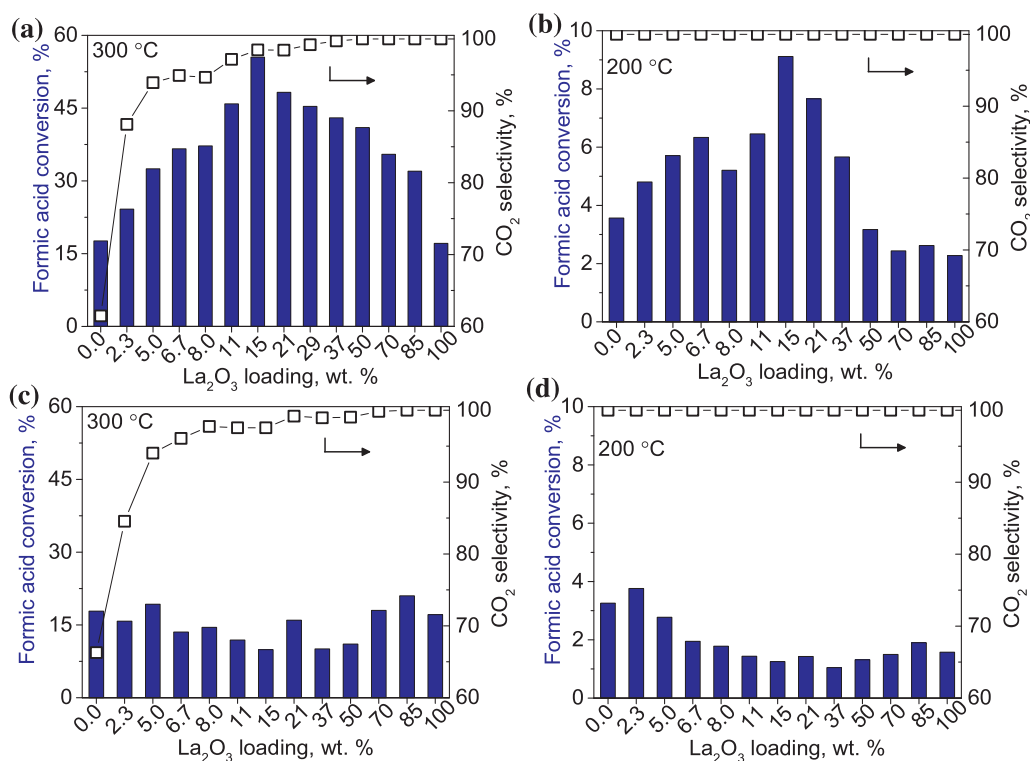 (a)
300 °C
Formic acid conversion, %
60
45
30
15
0
100
90
80
70
60
CO2 selectivity, %
0.0 2.3 5.0 6.7 8.0 11 15 21 29 37 50 70 85 100
La2O3 loading, wt. %
(b)
200 °C
Formic acid conversion, %
10
8
6
4
2
0
100
90
80
70
60
CO2 selectivity, %
0.0 2.3 5.0 6.7 8.0 11 15 21 37 50 70 85 100
La2O3 loading, wt. %
(c)
300 °C
Formic acid conversion, %
60
45
30
15
0
100
90
80
70
60
CO2 selectivity, %
0.0 2.3 5.0 6.7 8.0 11 15 21 37 50 70 85 100
La2O3 loading, wt. %
(d)
200 °C
Formic acid conversion, %
10
8
6
4
2
0
100
90
80
70
60
CO2 selectivity, %
0.0 2.3 5.0 6.7 8.0 11 15 21 37 50 70 85 100
La2O3 loading, wt. %